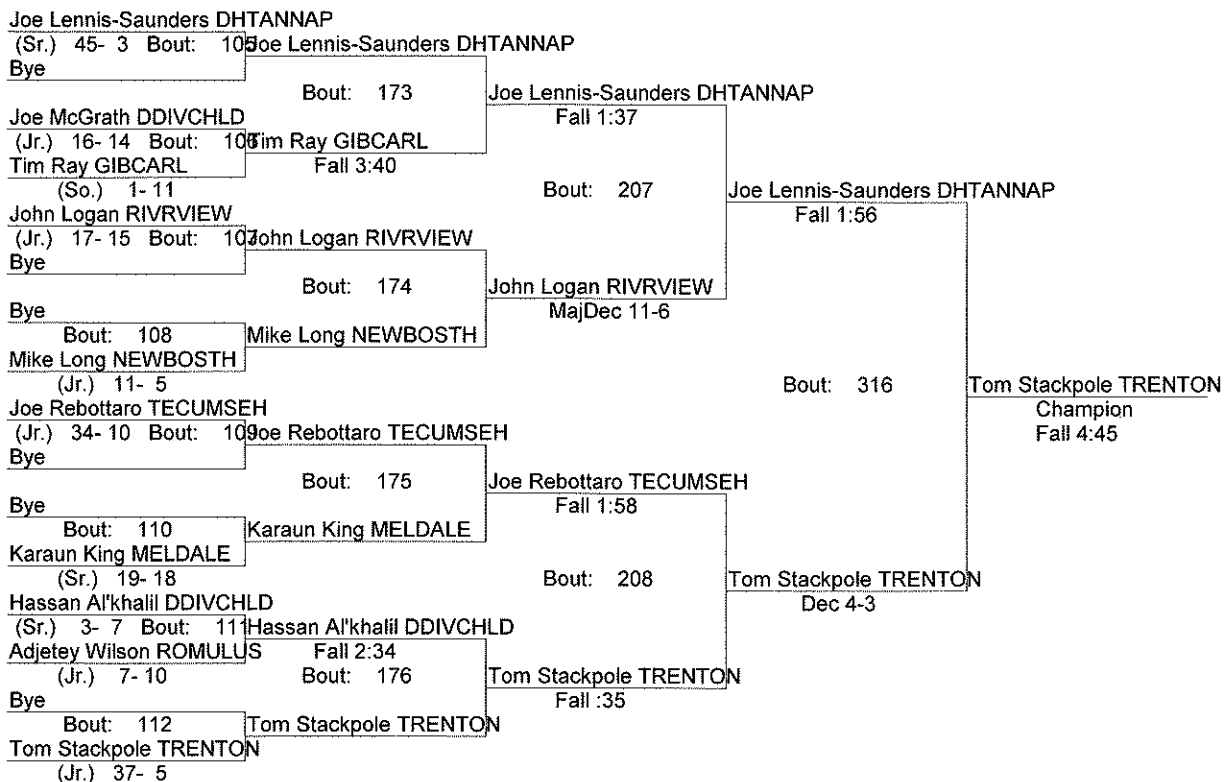 Joe Lennis-Saunders DHTANNAP
(Sr.) 45- 3 Bout: 105 Joe Lennis-Saunders DHTANNAP
Bye
Bout: 173 Joe Lennis-Saunders DHTANNAP
Joe McGrath DDIVCHLD Fall 1:37
(Jr.) 16- 14 Bout: 106 Tim Ray GIBCARL
Tim Ray GIBCARL Fall 3:40
(So.) 1- 11 Bout: 207 Joe Lennis-Saunders DHTANNAP
John Logan RIVRVIEW Fall 1:56
(Jr.) 17- 15 Bout: 107 John Logan RIVRVIEW
Bye
Bout: 174 John Logan RIVRVIEW
Bye MajDec 11-6
Bout: 108 Mike Long NEWBOSTH
Mike Long NEWBOSTH
(Jr.) 11- 5 Bout: 316 Tom Stackpole TRENTON
Joe Rebottaro TECUMSEH Champion
(Jr.) 34- 10 Bout: 109 Joe Rebottaro TECUMSEH Fall 4:45
Bye
Bout: 175 Joe Rebottaro TECUMSEH
Bye Fall 1:58
Bout: 110 Karaun King MELDALE
Karaun King MELDALE
(Sr.) 19- 18 Bout: 208 Tom Stackpole TRENTON
Hassan Al'khalil DDIVCHLD Dec 4-3
(Sr.) 3- 7 Bout: 111 Hassan Al'khalil DDIVCHLD
Adjetey Wilson ROMULUS Fall 2:34
(Jr.) 7- 10 Bout: 176 Tom Stackpole TRENTON
Bye Fall :35
Bout: 112 Tom Stackpole TRENTON
Tom Stackpole TRENTON
(Jr.) 37- 5